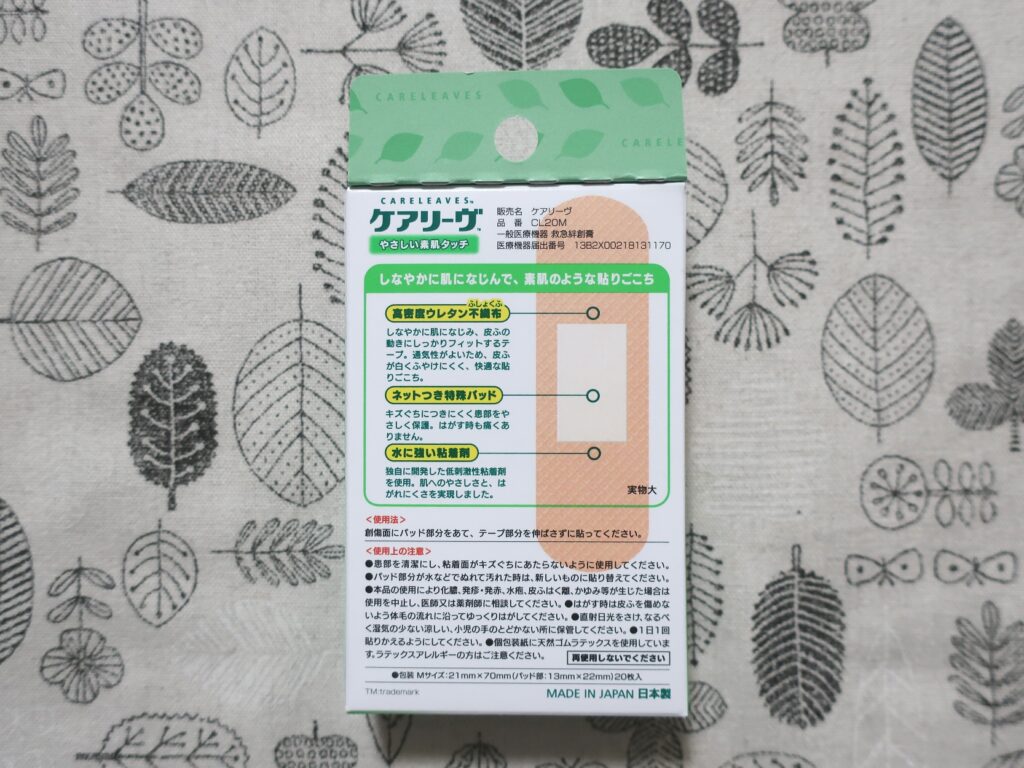 CARELEAVES
CARELE
CARELEAVES™
ケアリーヴ™
やさしい素肌タッチ
販売名 ケアリーヴ
品 番 CL20M
一般医療機器 救急絆創膏
医療機器届出番号 13B2X00218131170
しなやかに肌になじんで、素肌のような貼りごこち
ふしょくふ
高密度ウレタン不織布
しなやかに肌になじみ、皮ふの
動きにしっかりフィットするテ
ープ。通気性がよいため、皮ふ
が白くふやけにくく、快適な貼
りごこち。
ネットつき特殊パッド
キズぐちにつきにくく患部をや
さしく保護。はがす時も痛くあ
りません。
水に強い粘着剤
独自に開発した低刺激性粘着剤
を使用。肌へのやさしさと、は
がれにくさを実現しました。
実物大
<使用法>
創傷面にパッド部分をあて、テープ部分を伸ばさずに貼ってください。
<使用上の注意>
●患部を清潔にし、粘着面がキズぐちにあたらないように使用してください。
●パッド部分が水などでぬれて汚れた時は、新しいものに貼り替えてください。
●本品の使用により化膿、発疹・発赤、水疱、皮ふはく離、かゆみ等が生じた場合は
使用を中止し、医師又は薬剤師に相談してください。●はがす時は皮ふを傷めな
いよう体毛の流れに沿ってゆっくりはがしてください。●直射日光をさけ、なるべ
く湿気の少ない涼しい、小児の手のとどかない所に保管してください。●1日1回
貼りかえるようにしてください。●個包装紙に天然ゴムラテックスを使用していま
す。ラテックスアレルギーの方はご注意ください。
再使用しないでください
●包装 Mサイズ:21mm×70mm(パッド部:13mm×22mm)20枚入
TM:trademark
MADE IN JAPAN 日本製